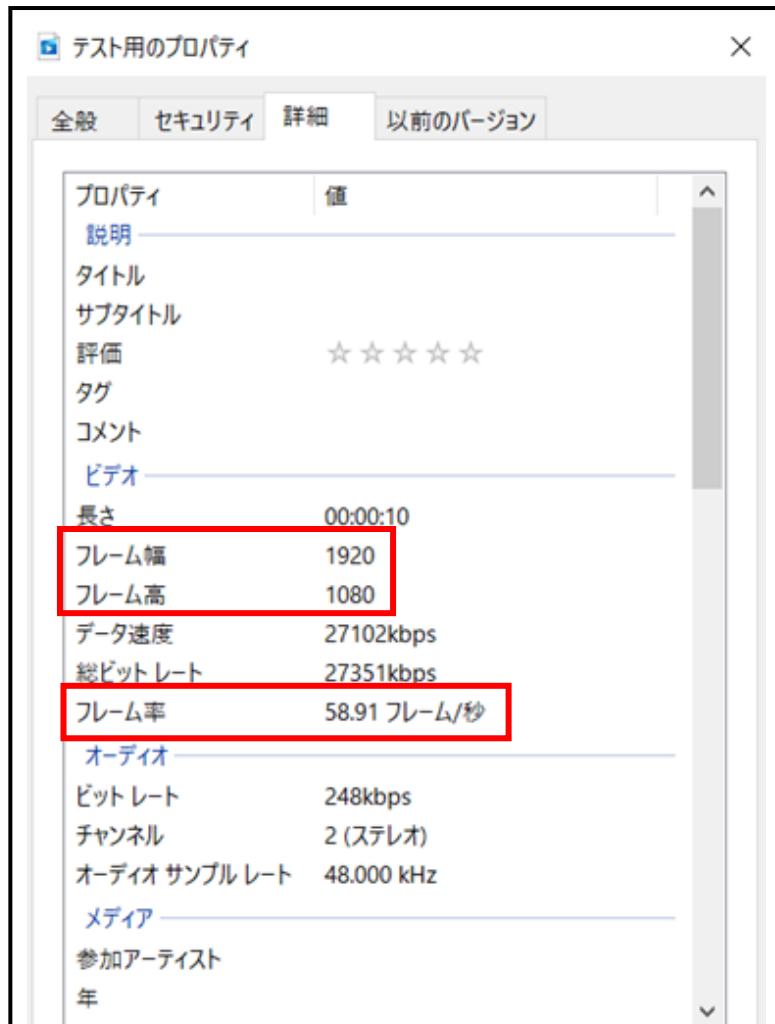 テスト用のプロパティ
全般 セキュリティ 詳細 以前のバージョン
プロパティ 値
説明
タイトル
サブタイトル
評価 ☆☆☆☆☆
タグ
コメント
ビデオ
長さ 00:00:10
フレーム幅 1920
フレーム高 1080
データ速度 27102kbps
総ビット レート 27351kbps
フレーム率 58.91 フレーム/秒
オーディオ
ビット レート 248kbps
チャンネル 2 (ステレオ)
オーディオ サンプル レート 48.000 kHz
メディア
参加アーティスト
年